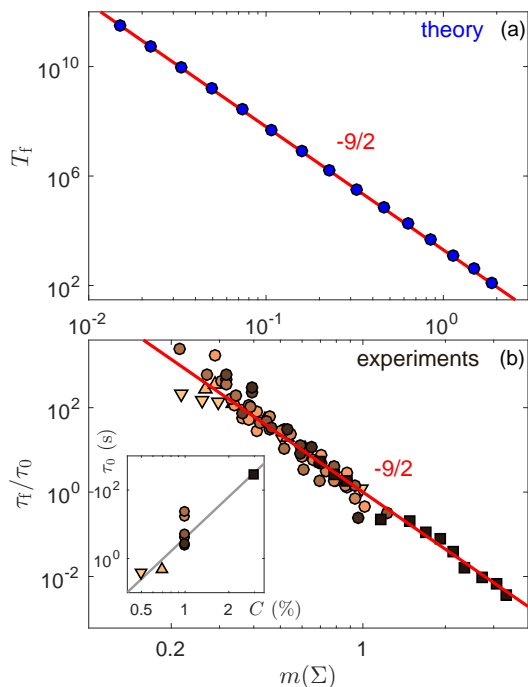 theory (a)
10^10
10^6
10^2
T_f
-9/2
10^-2 10^-1 10^0
experiments (b)
10^2
10^0
10^-2
τ_f/τ_0
-9/2
τ_0 (s)
10^2
10^0
0.5 1 2 C (%)
0.2 1
m(Σ)